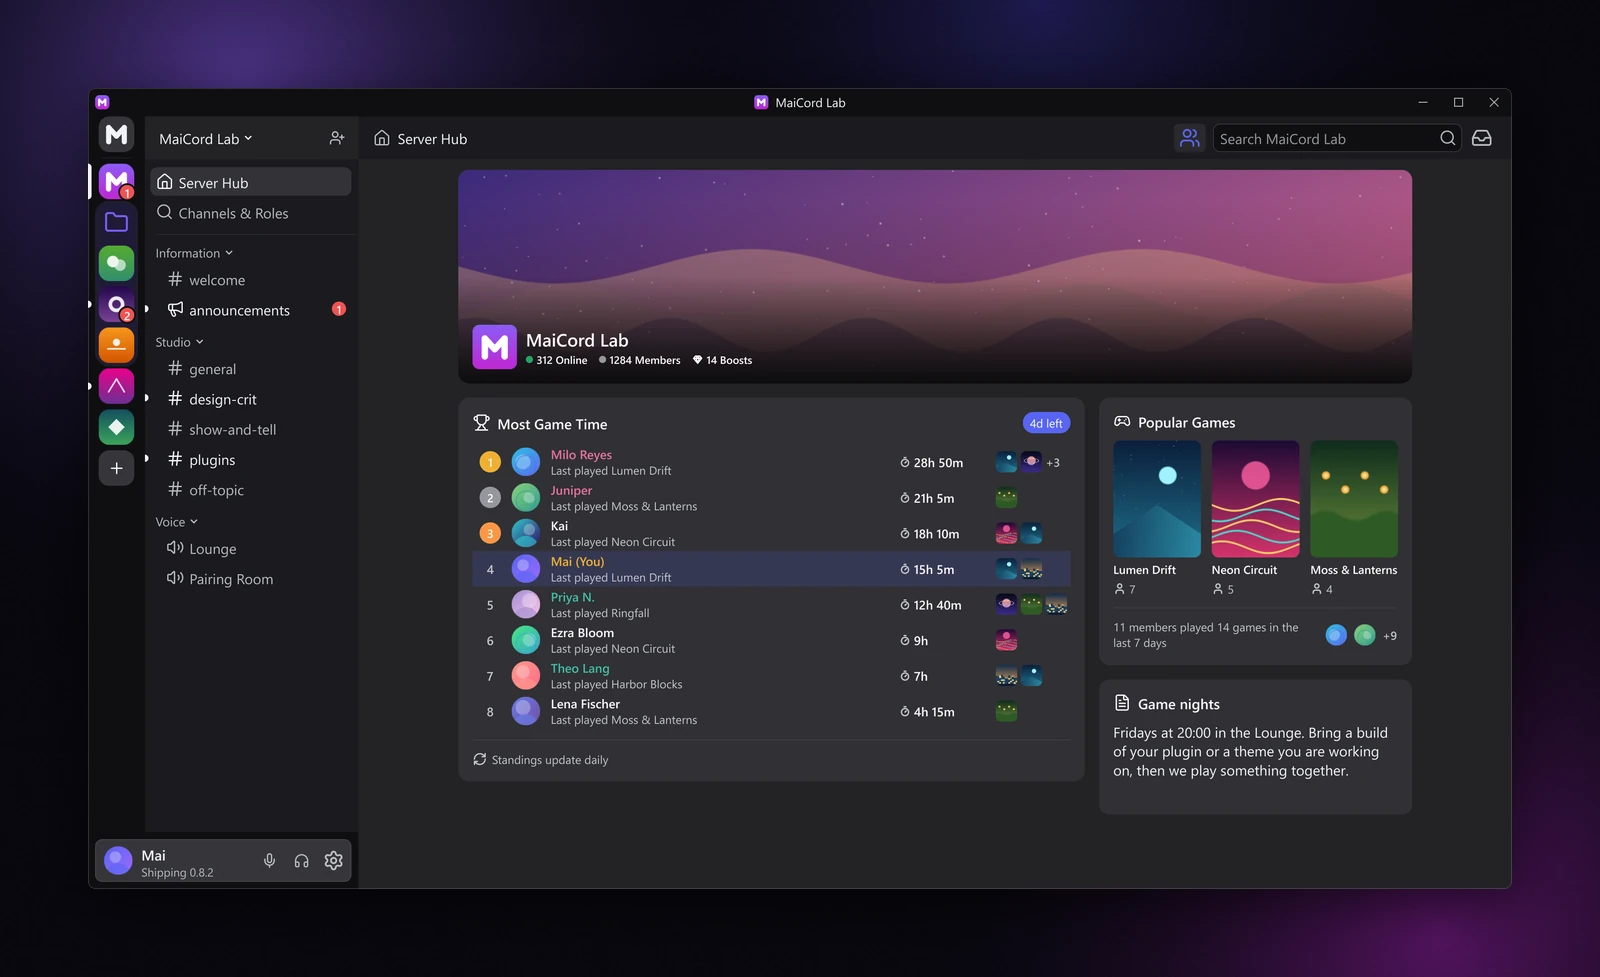 MaiCord Lab
MaiCord Lab
Server Hub
Search MaiCord Lab
1
Server Hub
Channels & Roles
Information
# welcome
announcements 1
2
Studio
# general
# design-crit
# show-and-tell
# plugins
# off-topic
Voice
Lounge
Pairing Room
Mai
Shipping 0.8.2
MaiCord Lab
312 Online 1284 Members 14 Boosts
Most Game Time 4d left
1 Milo Reyes
Last played Lumen Drift
28h 50m +3
2 Juniper
Last played Moss & Lanterns
21h 5m
3 Kai
Last played Neon Circuit
18h 10m
4 Mai (You)
Last played Lumen Drift
15h 5m
5 Priya N.
Last played Ringfall
12h 40m
6 Ezra Bloom
Last played Neon Circuit
9h
7 Theo Lang
Last played Harbor Blocks
7h
8 Lena Fischer
Last played Moss & Lanterns
4h 15m
Standings update daily
Popular Games
Lumen Drift Neon Circuit Moss & Lanterns
7 5 4
11 members played 14 games in the
last 7 days
+9
Game nights
Fridays at 20:00 in the Lounge. Bring a build
of your plugin or a theme you are working
on, then we play something together.